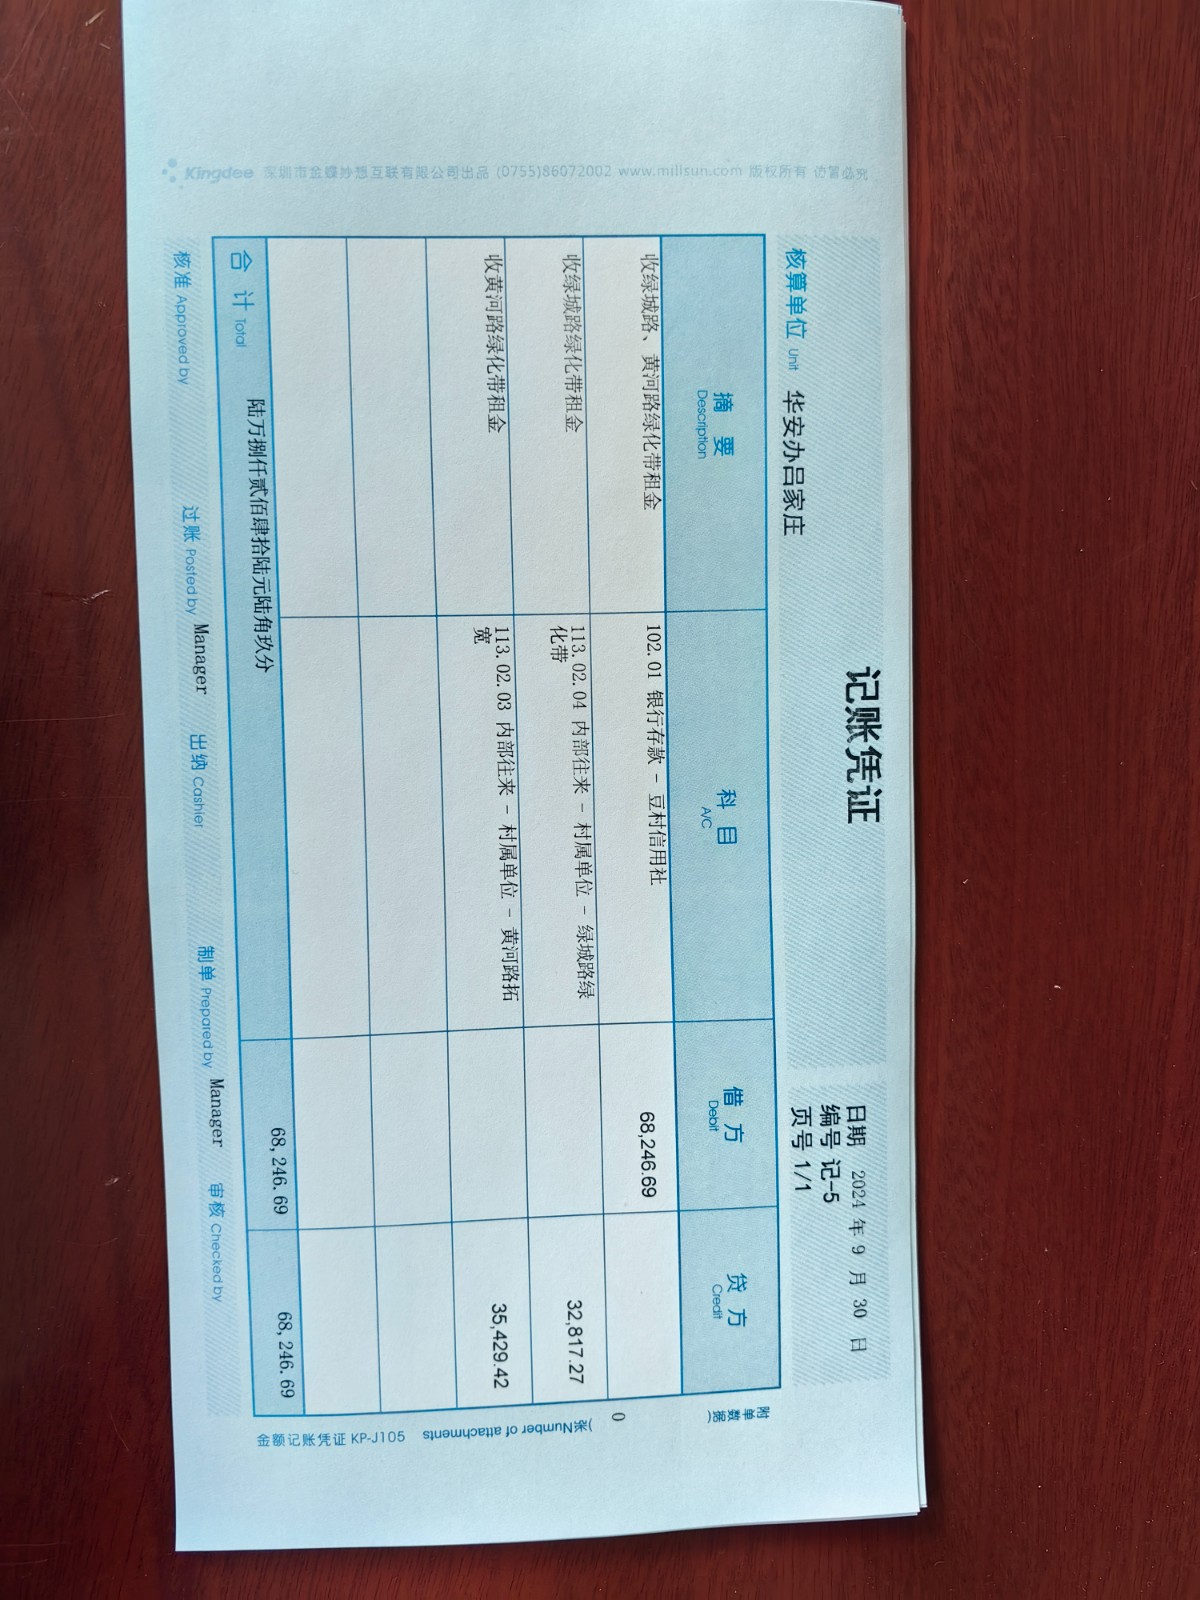 记账凭证
日期 2024 年 9 月 30 日
编号 记-5
核算单位 Unit 华安办吕家庄
页号 1/1
摘 要 Description 科 目 A/C 借 方 Debit 贷 方 Credit
收绿城路、黄河路绿化带租金 102.01 银行存款 - 豆村信用社 68,246.69
收绿城路绿化带租金 113.02.04 内部往来 - 村属单位 - 绿城路绿
化带 32,817.27
收黄河路绿化带租金 113.02.03 内部往来 - 村属单位 - 黄河路拓
宽 35,429.42
合 计 Total 陆万捌仟贰佰肆拾陆元陆角玖分 68,246.69 68,246.69
核准 Approved by 过账 Posted by Manager 出纳 Cashier 制单 Prepared by Manager 审核 Checked by
附单数据(
0
)张 Number of attachments
金额记账凭证 KP-J105
Kingdee 深圳市金蝶妙想互联有限公司出品 (0755)86072002 www.millsun.com 版权所有 仿冒必究